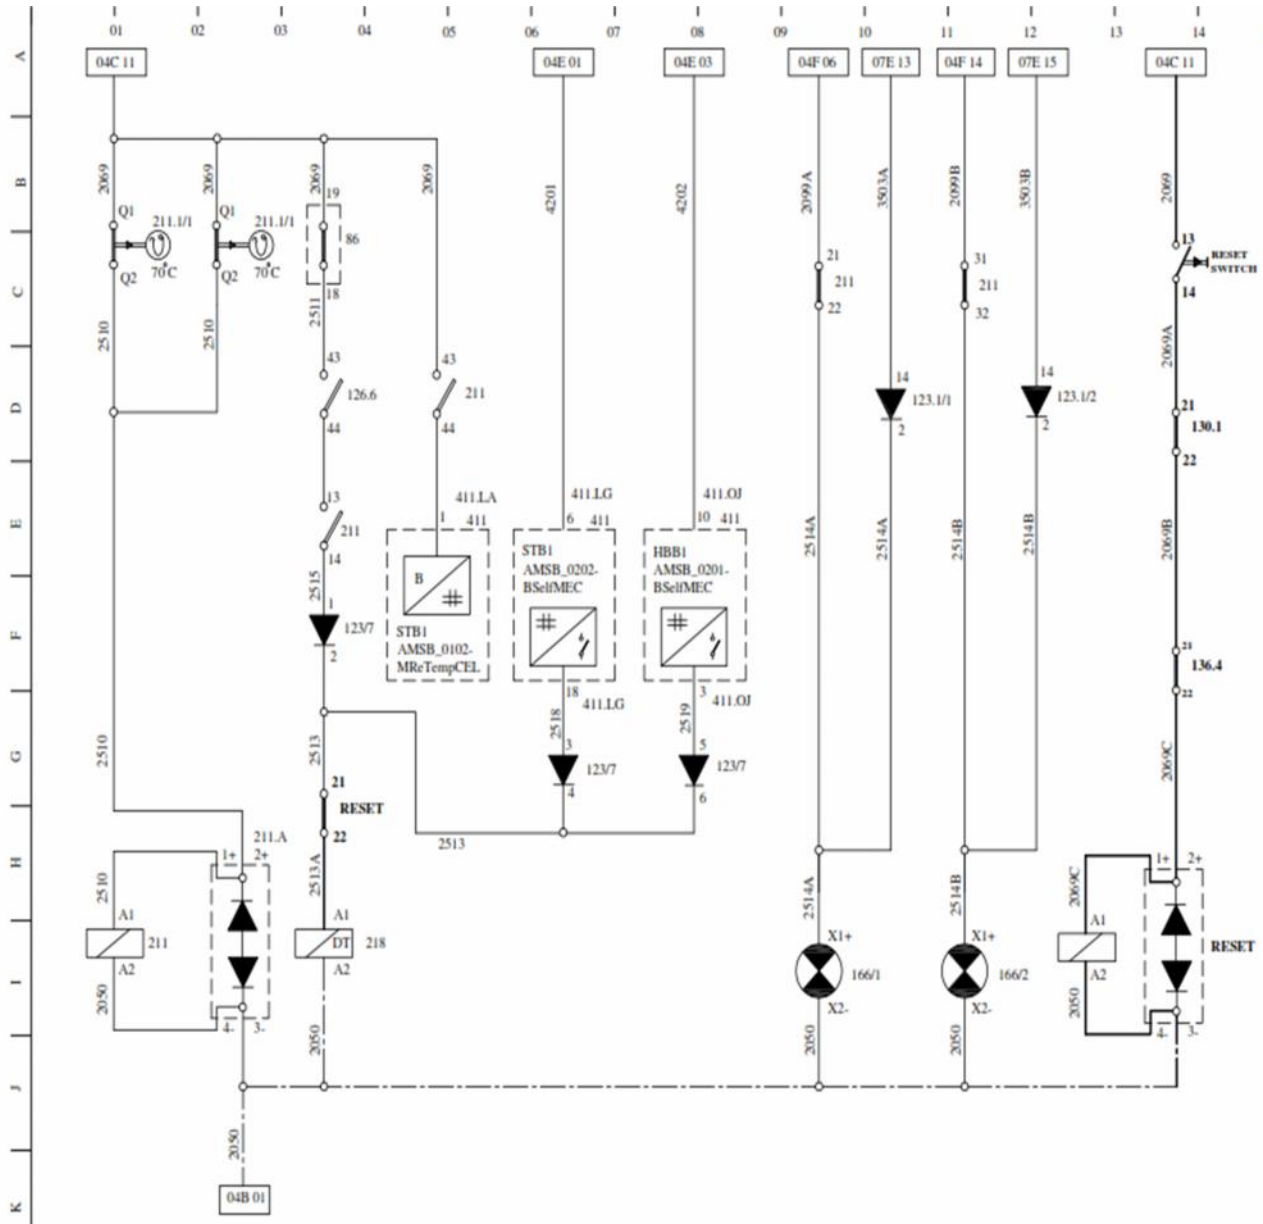 01 02 03 04 05 06 07 08 09 10 11 12 13 14
A
04C 11 04E 01 04E 03 04F 06 07E 13 04F 14 07E 15 04C 11
B
2069 2069 2069 2069 4201 4202 2099A 3503A 2099B 3503B 2069
19
Q1 211.1/1 Q1 211.1/1
86
13
RESET
SWITCH
21 31
211 211
Q2 70°C Q2 70°C
C
18 22 32 14
2510 2510 2511 2069A
43 43 14 14
D
126.6 211 123.1/1 123.1/2
21
130.1
44 44 2 2
22
411.LA 411.LG 411.OJ
13 1 411 6 411 10 411
E
211
14
2514A 2514A 2514B 2514B 2069B
STB1 HBB1
AMSB_0202- AMSB_0201-
BSelfMEC BSelfMEC
B
2515
1
123/7
2
F
STB1
AMSB_0102-
MReTempCEL
21
136.4
22
18 411.LG 3 411.OJ
2510 2513 2518 2519 2069C
G
3 5
123/7 123/7
4 6
21
RESET
22
2513
211.A
H
1+ 2+ 1+ 2+
2510 2513A 2514A 2514B 2069C
A1 A1 X1+ X1+ A1
211 DT 218 166/1 166/2 RESET
A2 A2 X2- X2- A2
I
2050 2050
4- 3- 4- 3-
2050 2050 2050
J
2050
04B 01
K